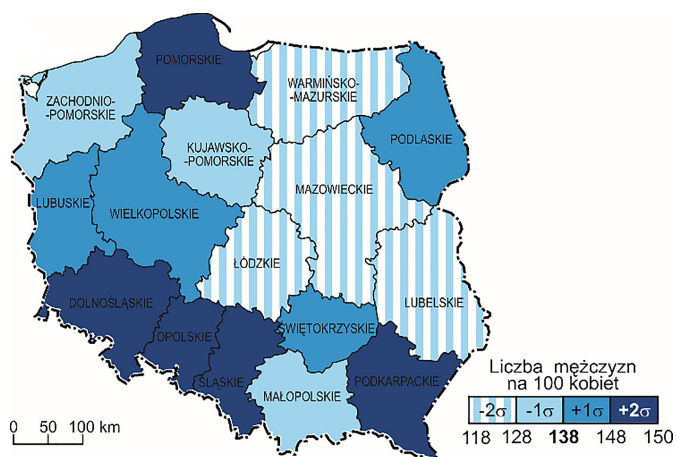 POMORSKIE
WARMIŃSKO-
-MAZURSKIE
ZACHODNIO-
-POMORSKIE
KUJAWSKO-
-POMORSKIE
PODLASKIE
MAZOWIECKIE
LUBUSKIE
WIELKOPOLSKIE
ŁÓDZKIE
LUBELSKIE
DOLNOŚLĄSKIE
OPOLSKIE
ŚWIĘTOKRZYSKIE
ŚLĄSKIE
PODKARPACKIE
MAŁOPOLSKIE
Liczba mężczyzn
na 100 kobiet
-2σ -1σ +1σ +2σ
118 128 138 148 150
0 50 100 km